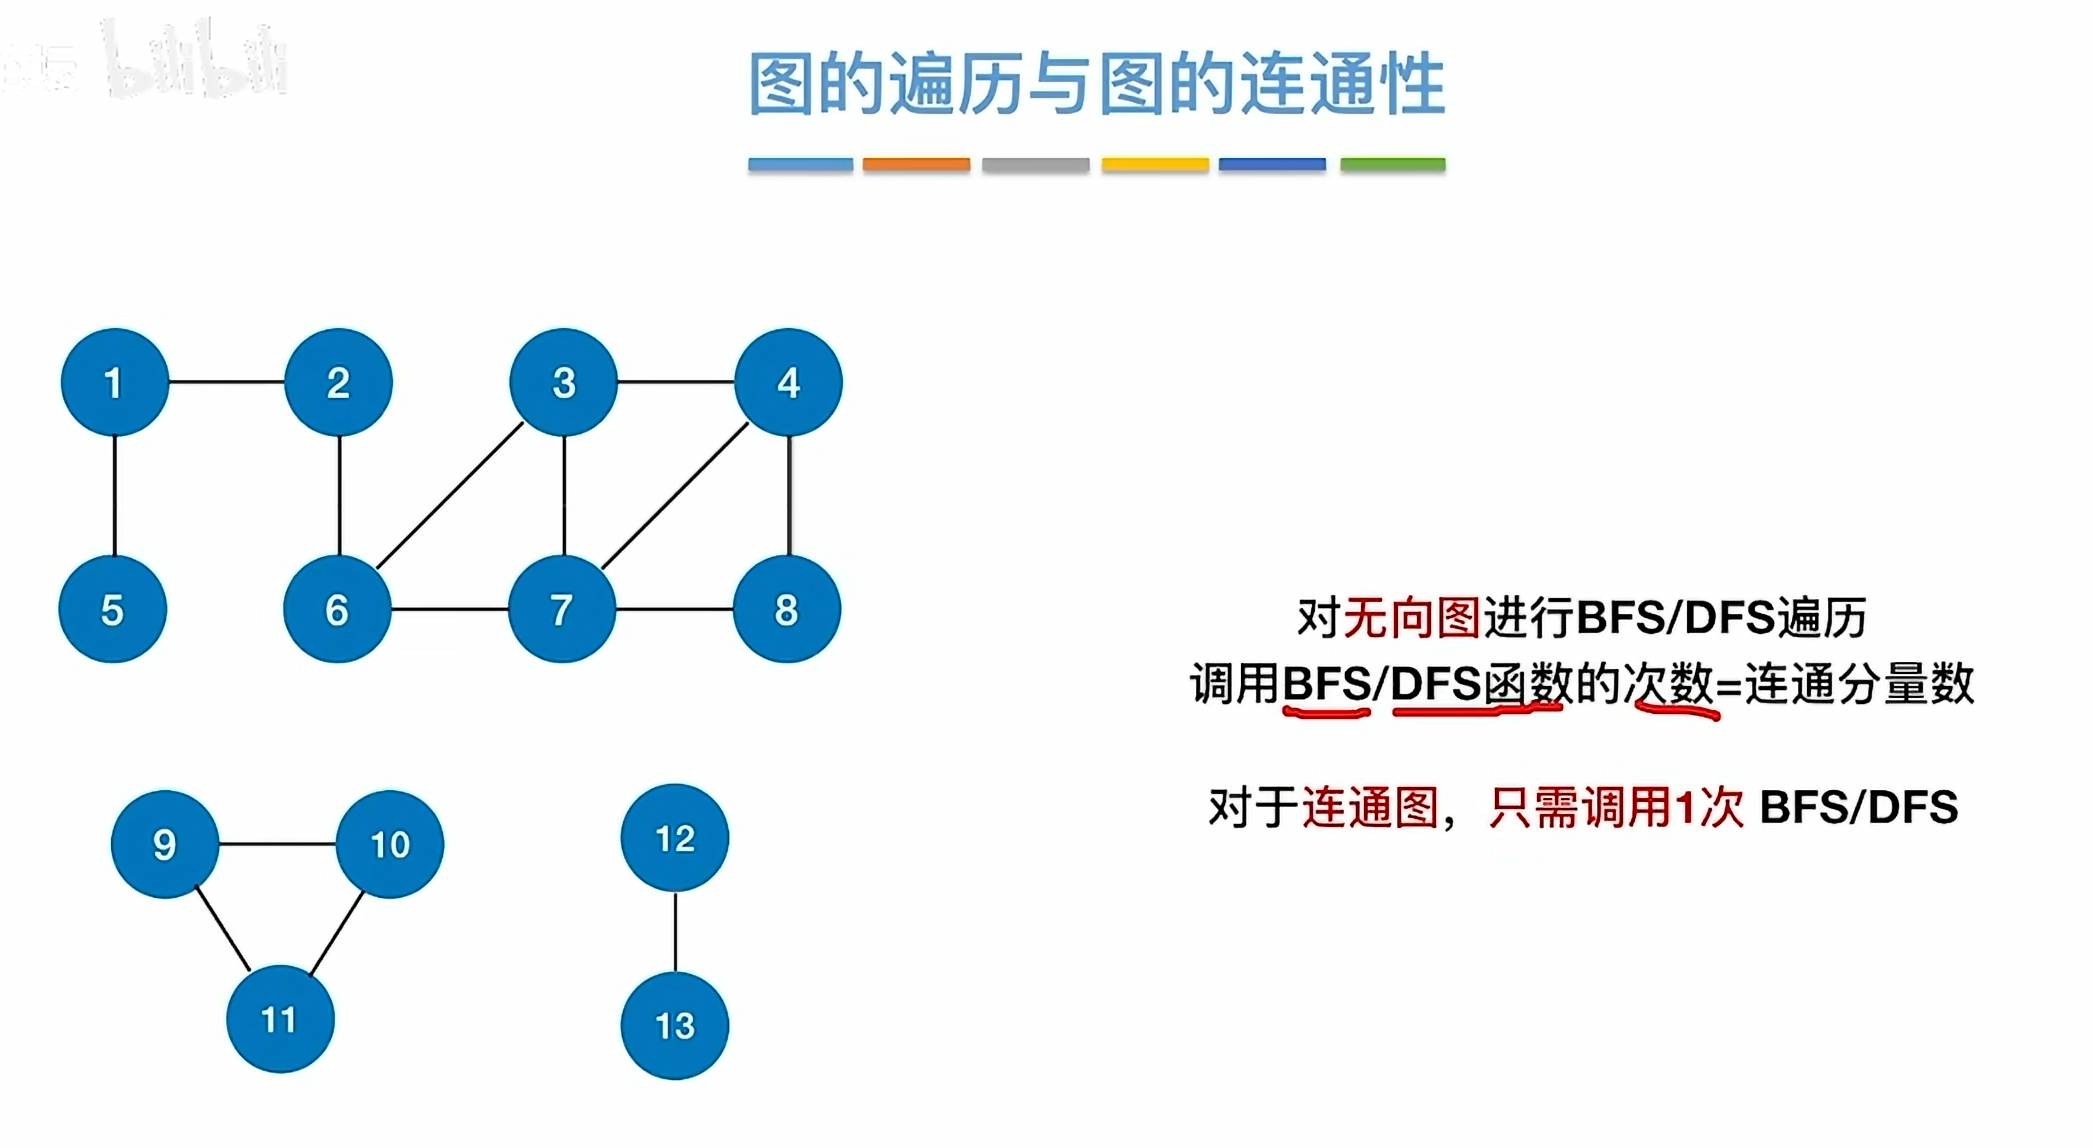 bilibili
图的遍历与图的连通性
1 2 3 4
5 6 7 8
对无向图进行BFS/DFS遍历
调用BFS/DFS函数的次数=连通分量数
对于连通图，只需调用1次 BFS/DFS
9 10 12
11 13